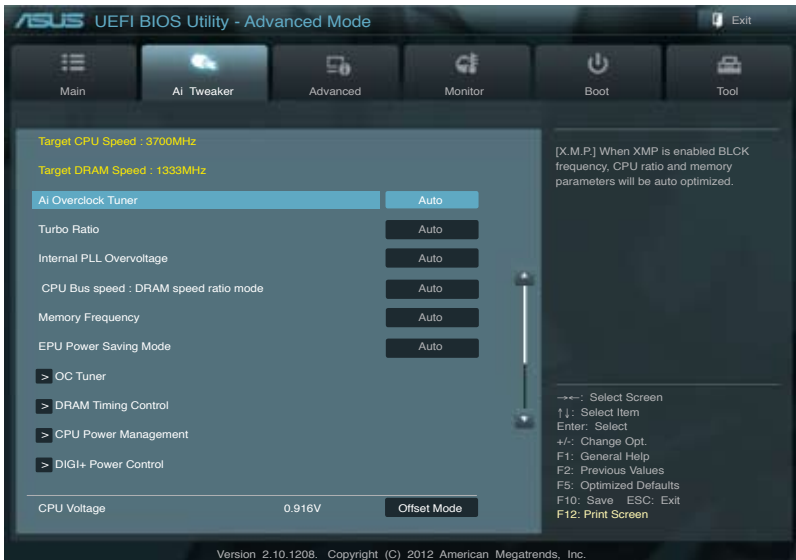 ASUS UEFI BIOS Utility - Advanced Mode
Exit
Main
Ai Tweaker
Advanced
Monitor
Boot
Tool
Target CPU Speed : 3700MHz
Target DRAM Speed : 1333MHz
Ai Overclock Tuner Auto
Turbo Ratio Auto
Internal PLL Overvoltage Auto
CPU Bus speed : DRAM speed ratio mode Auto
Memory Frequency Auto
EPU Power Saving Mode Auto
> OC Tuner
> DRAM Timing Control
> CPU Power Management
> DIGI+ Power Control
CPU Voltage 0.916V Offset Mode
[X.M.P.] When XMP is enabled BLCK
frequency, CPU ratio and memory
parameters will be auto optimized.
→←: Select Screen
↑↓: Select Item
Enter: Select
+/-: Change Opt.
F1: General Help
F2: Previous Values
F5: Optimized Defaults
F10: Save ESC: Exit
F12: Print Screen
Version 2.10.1208. Copyright (C) 2012 American Megatrends, Inc.